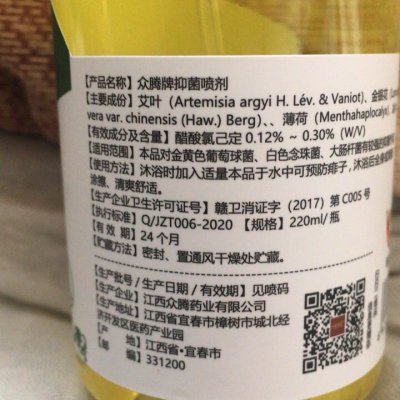 【产品名称】众腾牌抑菌喷剂
【主要成份】艾叶（Artemisia argyi H. Lév. & Vaniot)、金银花
vera var. chinensis (Haw.) Berg)、、薄荷（Menthahaplocalyx)、
【有效成分及含量】醋酸氯己定 0.12% ~ 0.30% (W/V)
【适用范围】本品对金黄色葡萄球菌、白色念珠菌、大肠杆菌有较强的
【使用方法】沐浴时加入适量本品于水中可预防痱子，沐浴后全身
涂擦，清爽舒适。
【生产企业卫生许可证号】赣卫消证字（2017）第 C005 号
【执行标准】Q/JZT006-2020 【规格】220ml/ 瓶
【有 效 期】24 个月
【贮藏方法】密封、置通风干燥处贮藏。
【生产批号 / 生产日期 / 有效期】见喷码
【生产企业】江西众腾药业有限公司
【生产地址】江西省宜春市樟树市城北经
济开发区医药产业园
【产 地】江西省·宜春市
【邮 编】331200